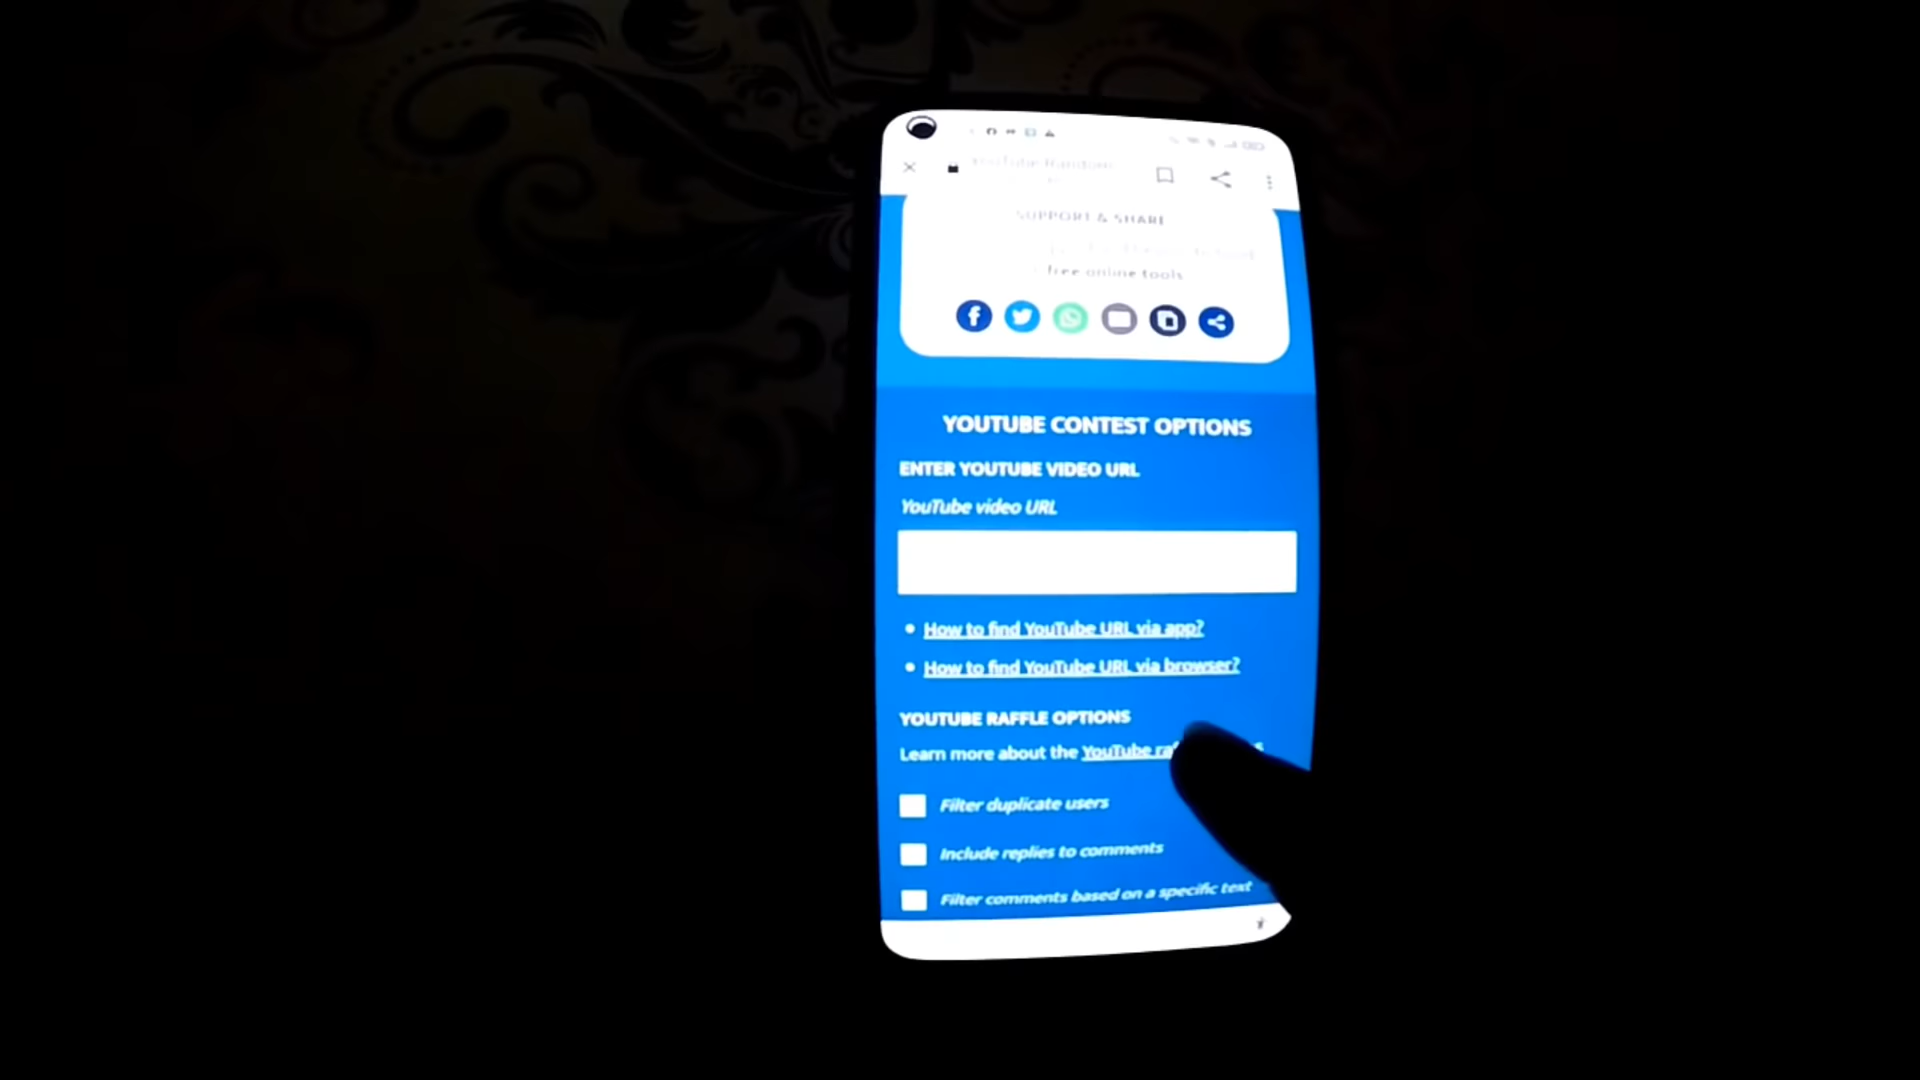 YouTube Random
SUPPORT & SHARE
free online tools
YOUTUBE CONTEST OPTIONS
ENTER YOUTUBE VIDEO URL
YouTube video URL
How to find YouTube URL via app?
How to find YouTube URL via browser?
YOUTUBE RAFFLE OPTIONS
Learn more about the YouTube
Filter duplicate users
Include replies to comments
Filter comments based on a specific text